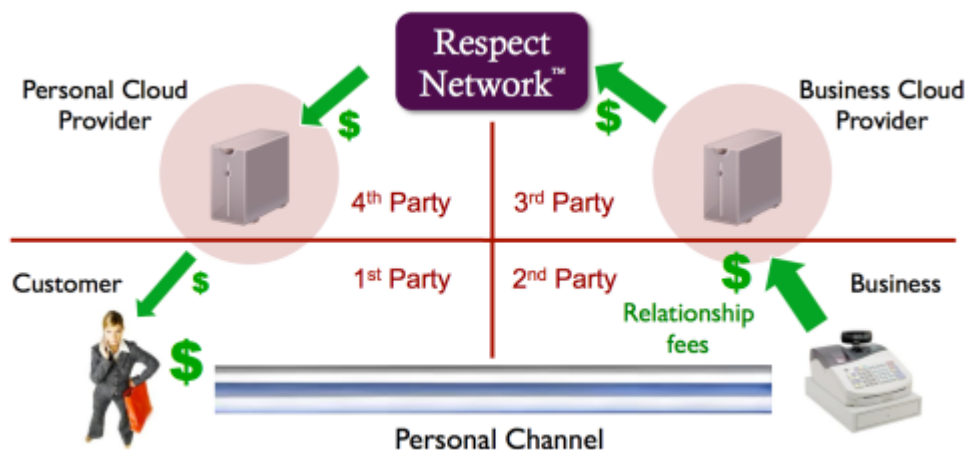 Respect
Network™
Personal Cloud
Provider
Business Cloud
Provider
$
$
4th Party
3rd Party
Customer
$
1st Party
2nd Party
$
Business
Relationship
fees
$
Personal Channel